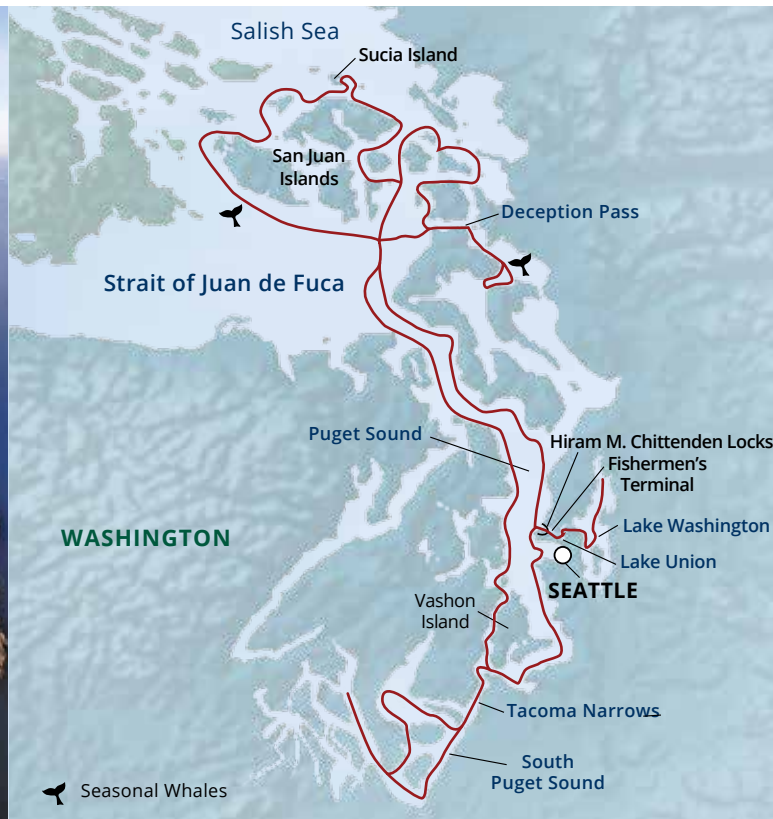 Salish Sea
Sucia Island
San Juan
Islands
Deception Pass
Strait of Juan de Fuca
Puget Sound
Hiram M. Chittenden Locks
Fishermen's
Terminal
WASHINGTON
Lake Washington
Lake Union
SEATTLE
Vashon
Island
Tacoma Narrows
South
Puget Sound
Seasonal Whales